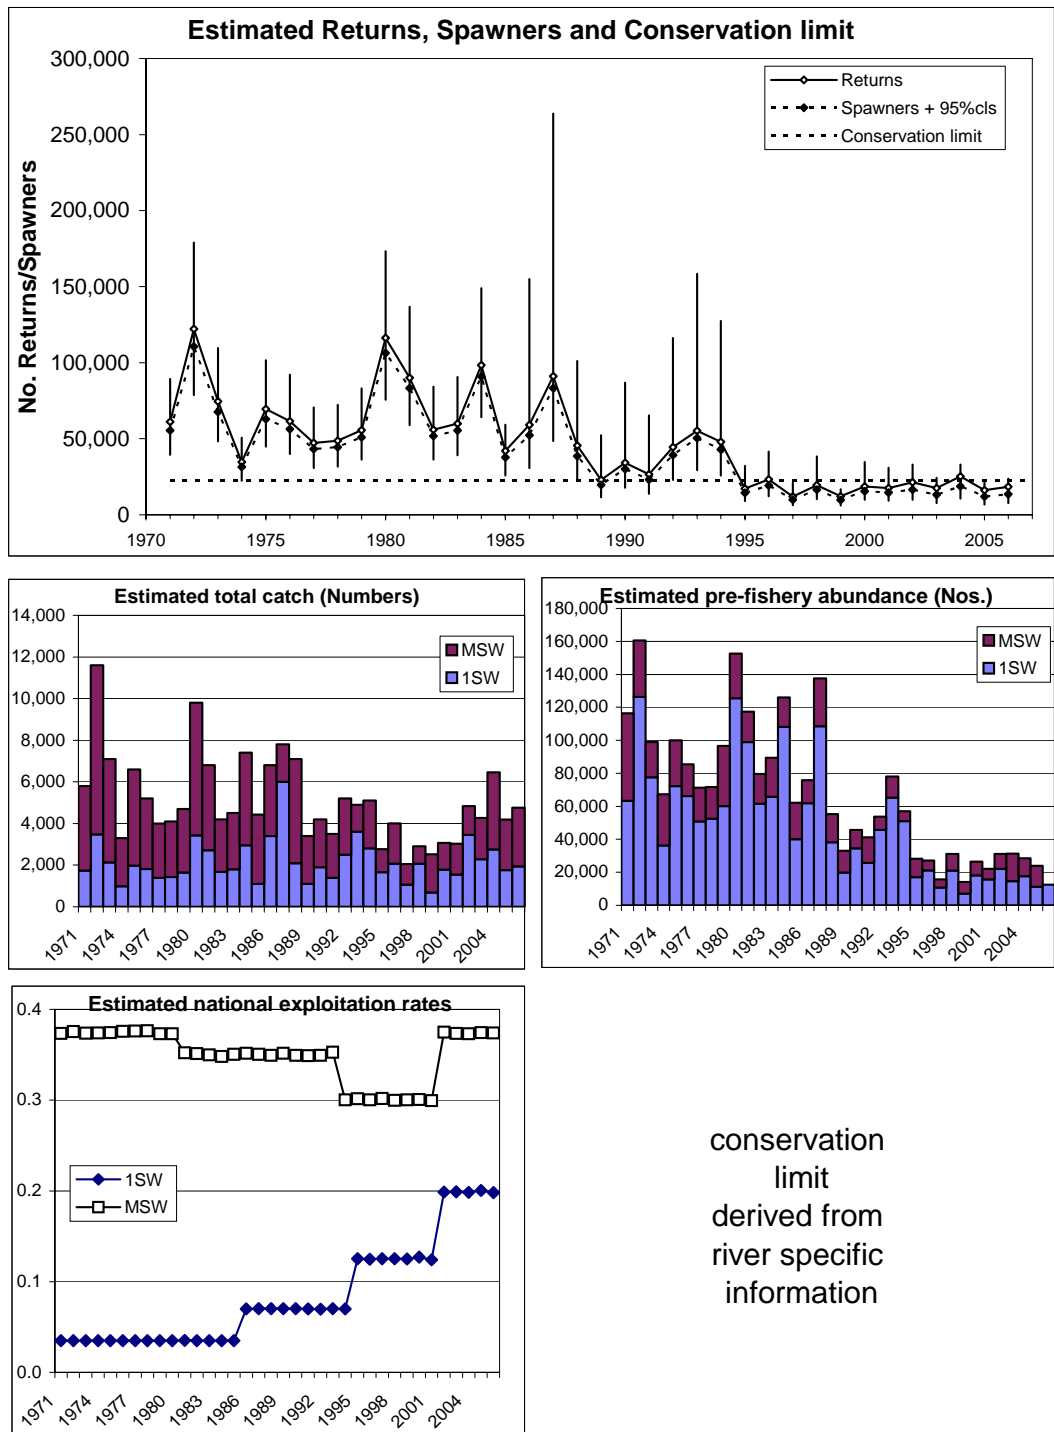 Estimated Returns, Spawners and Conservation limit
300,000
250,000
200,000
150,000
100,000
50,000
0
No. Returns/Spawners
Returns
Spawners + 95%cls
Conservation limit
1970 1975 1980 1985 1990 1995 2000 2005
Estimated total catch (Numbers)
14,000
12,000
10,000
8,000
6,000
4,000
2,000
0
MSW
1SW
1971 1974 1977 1980 1983 1986 1989 1992 1995 1998 2001 2004
Estimated pre-fishery abundance (Nos.)
180,000
160,000
140,000
120,000
100,000
80,000
60,000
40,000
20,000
0
MSW
1SW
1971 1974 1977 1980 1983 1986 1989 1992 1995 1998 2001 2004
Estimated national exploitation rates
0.4
0.3
0.2
0.1
0.0
1SW
MSW
1971 1974 1977 1980 1983 1986 1989 1992 1995 1998 2001 2004
conservation
limit
derived from
river specific
information